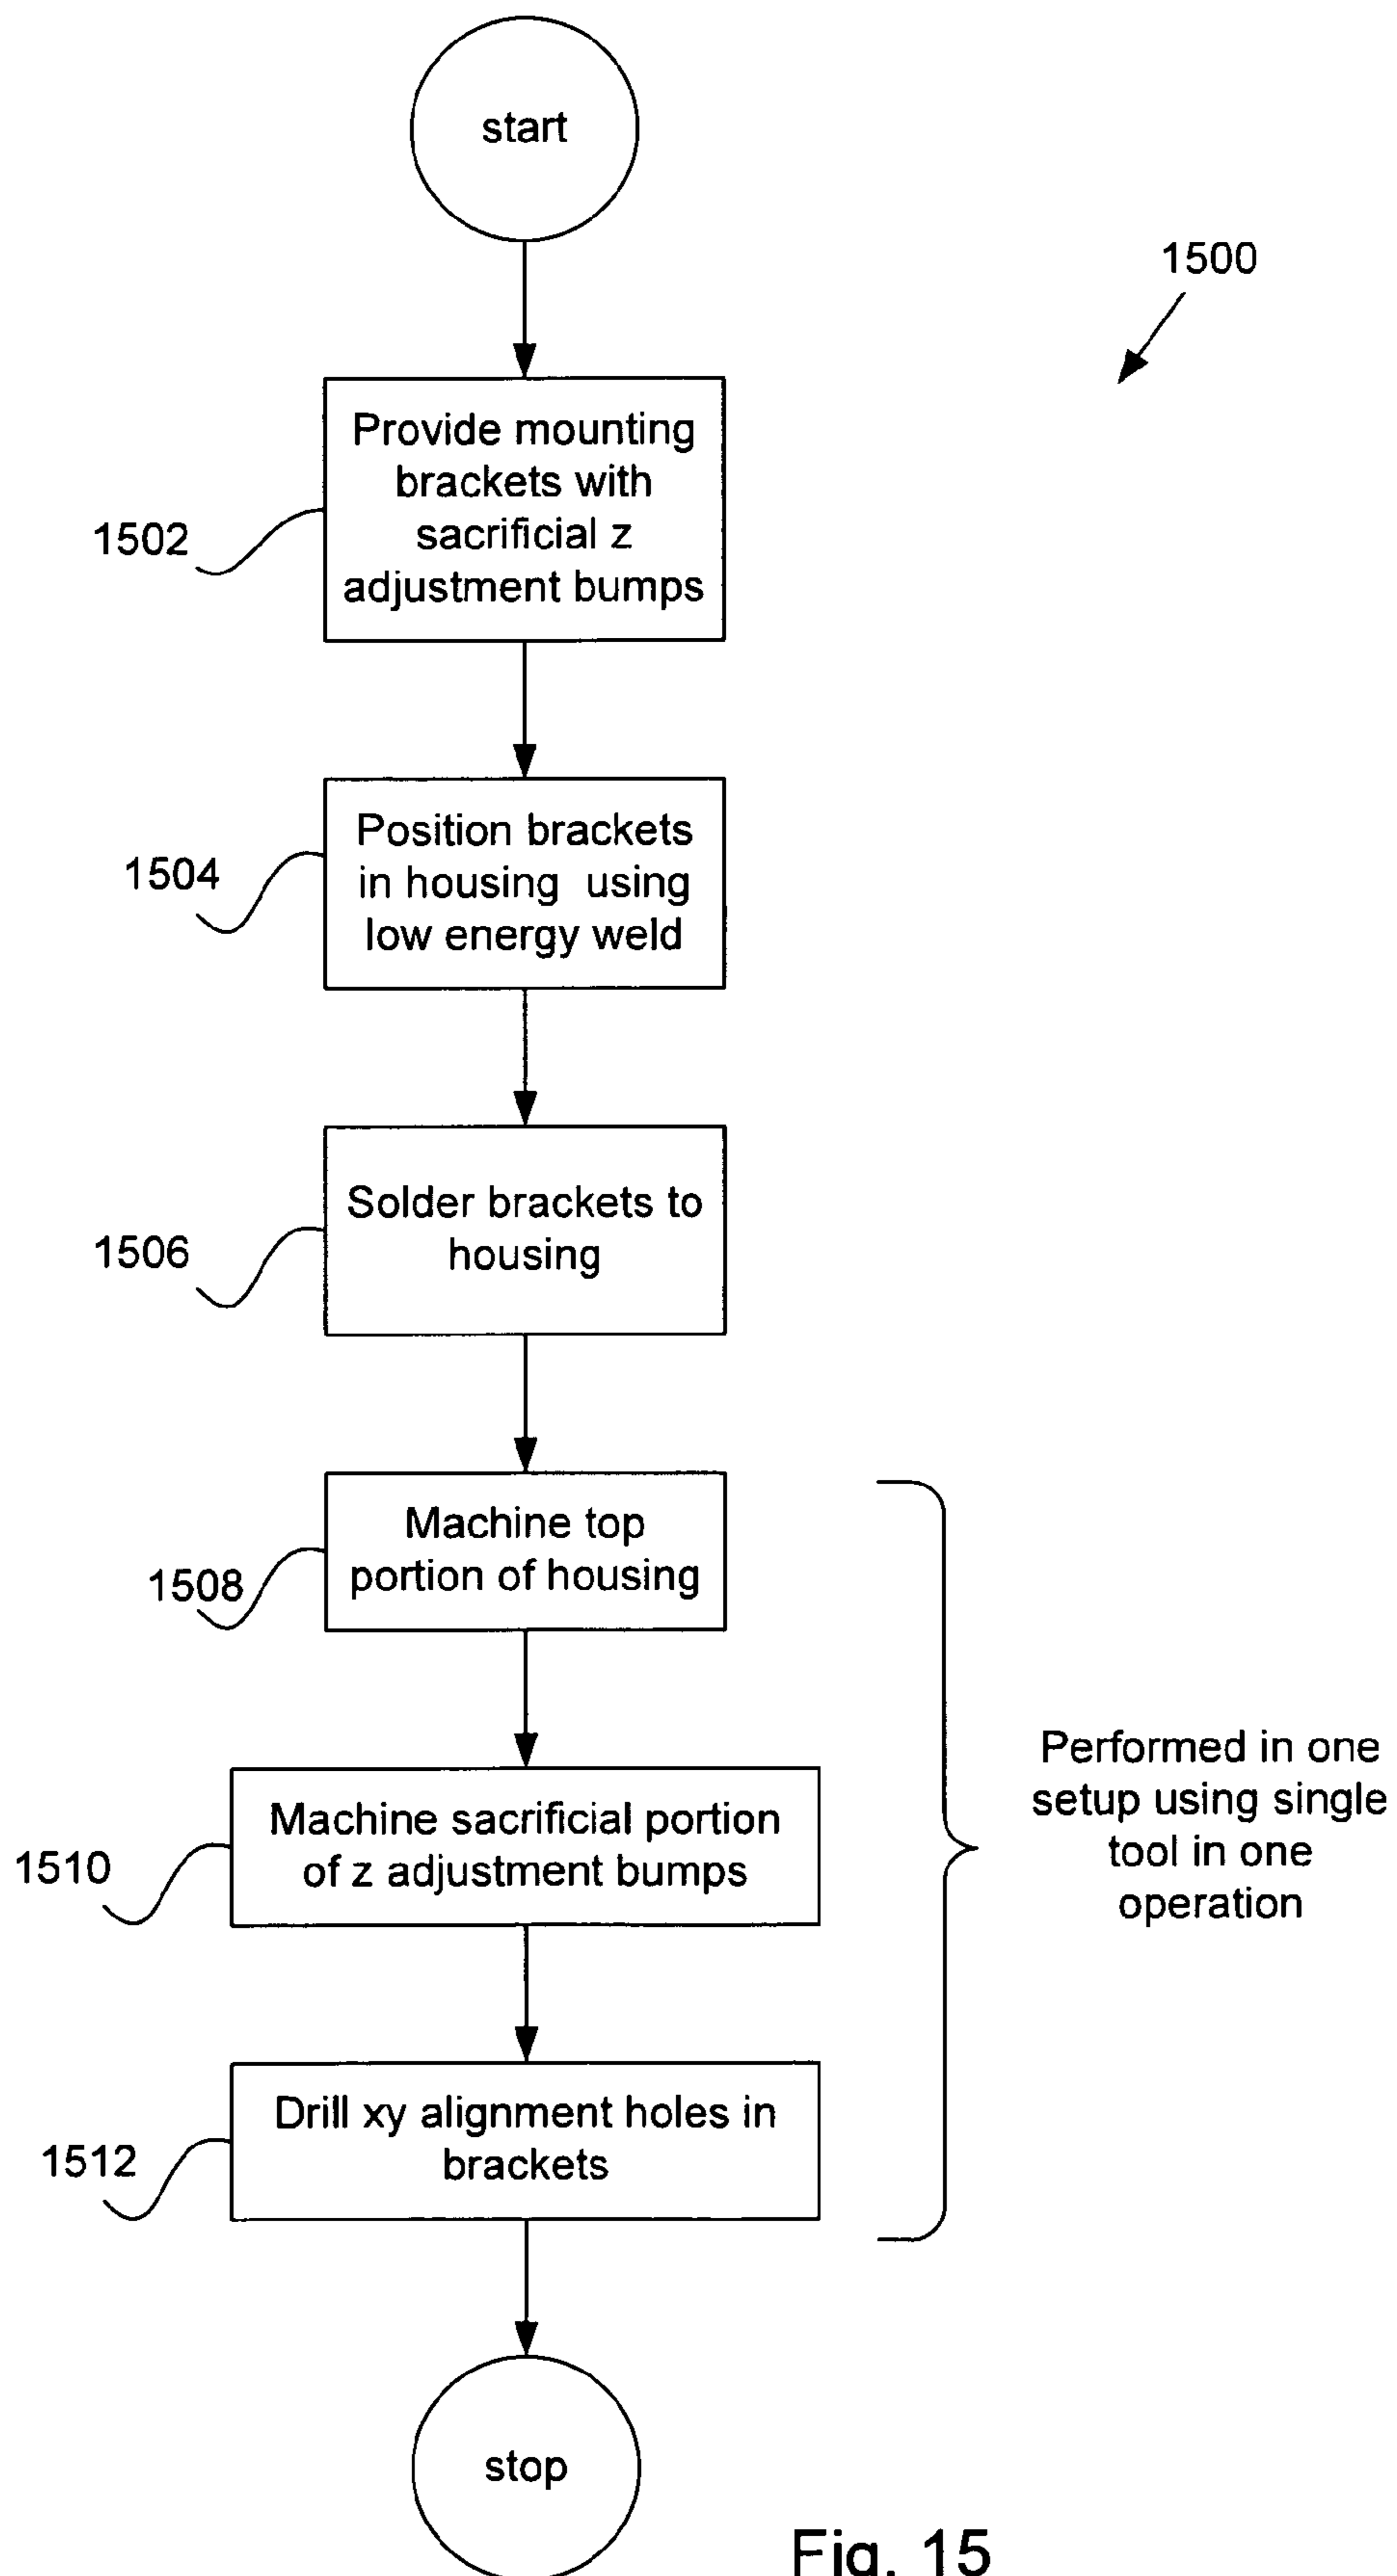 start
1500
Provide mounting
brackets with
sacrificial z
adjustment bumps
1502
Position brackets
in housing using
low energy weld
1504
Solder brackets to
housing
1506
Machine top
portion of housing
1508
Performed in one
setup using single
tool in one
operation
Machine sacrificial portion
of z adjustment bumps
1510
Drill xy alignment holes in
brackets
1512
stop
Fig. 15